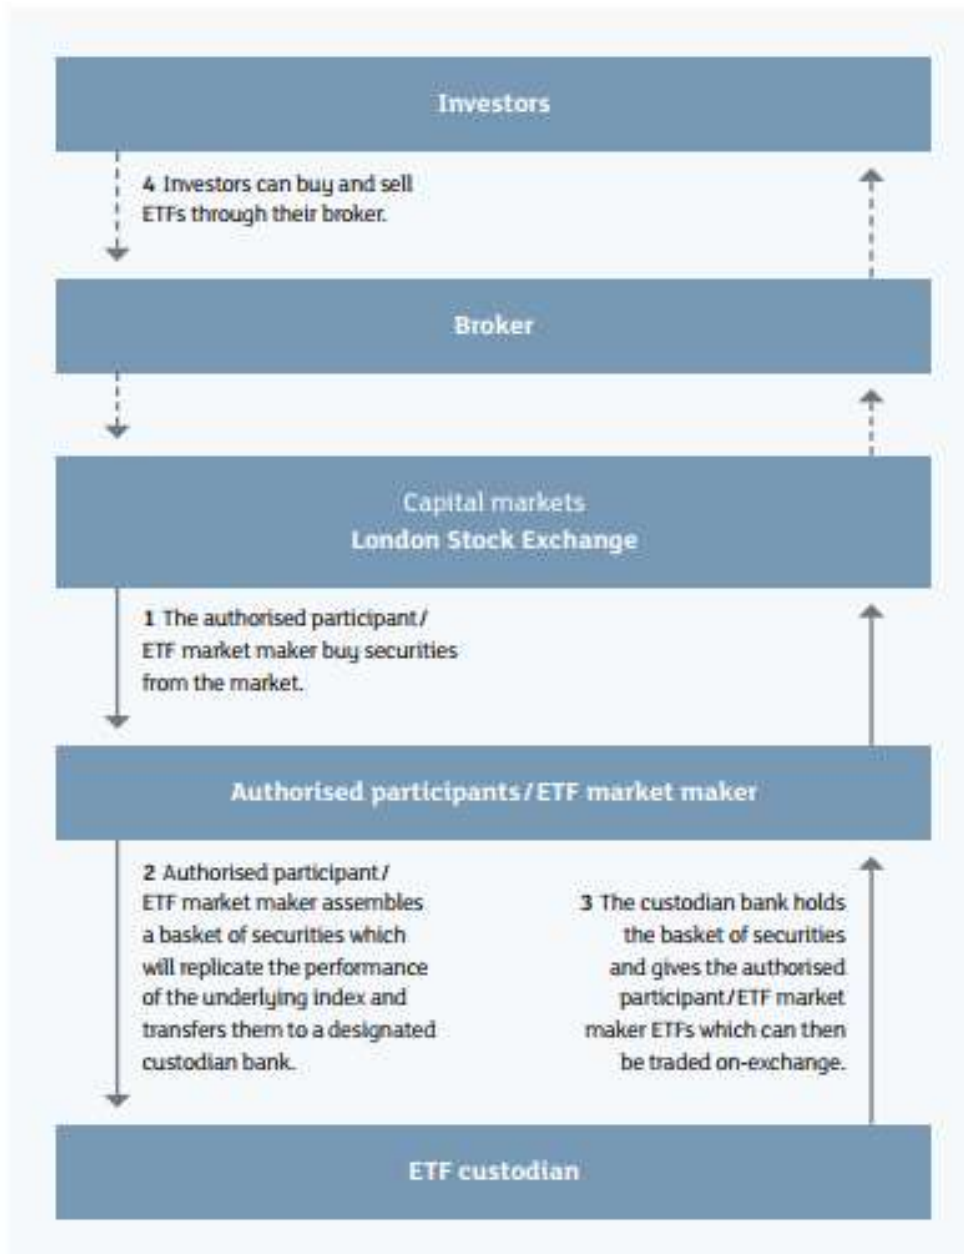 Investors
4 Investors can buy and sell
ETFs through their broker.
Broker
Capital markets
London Stock Exchange
1 The authorised participant/
ETF market maker buy securities
from the market.
Authorised participants/ETF market maker
2 Authorised participant/
ETF market maker assembles
a basket of securities which
will replicate the performance
of the underlying index and
transfers them to a designated
custodian bank.
3 The custodian bank holds
the basket of securities
and gives the authorised
participant/ETF market
maker ETFs which can then
be traded on-exchange.
ETF custodian